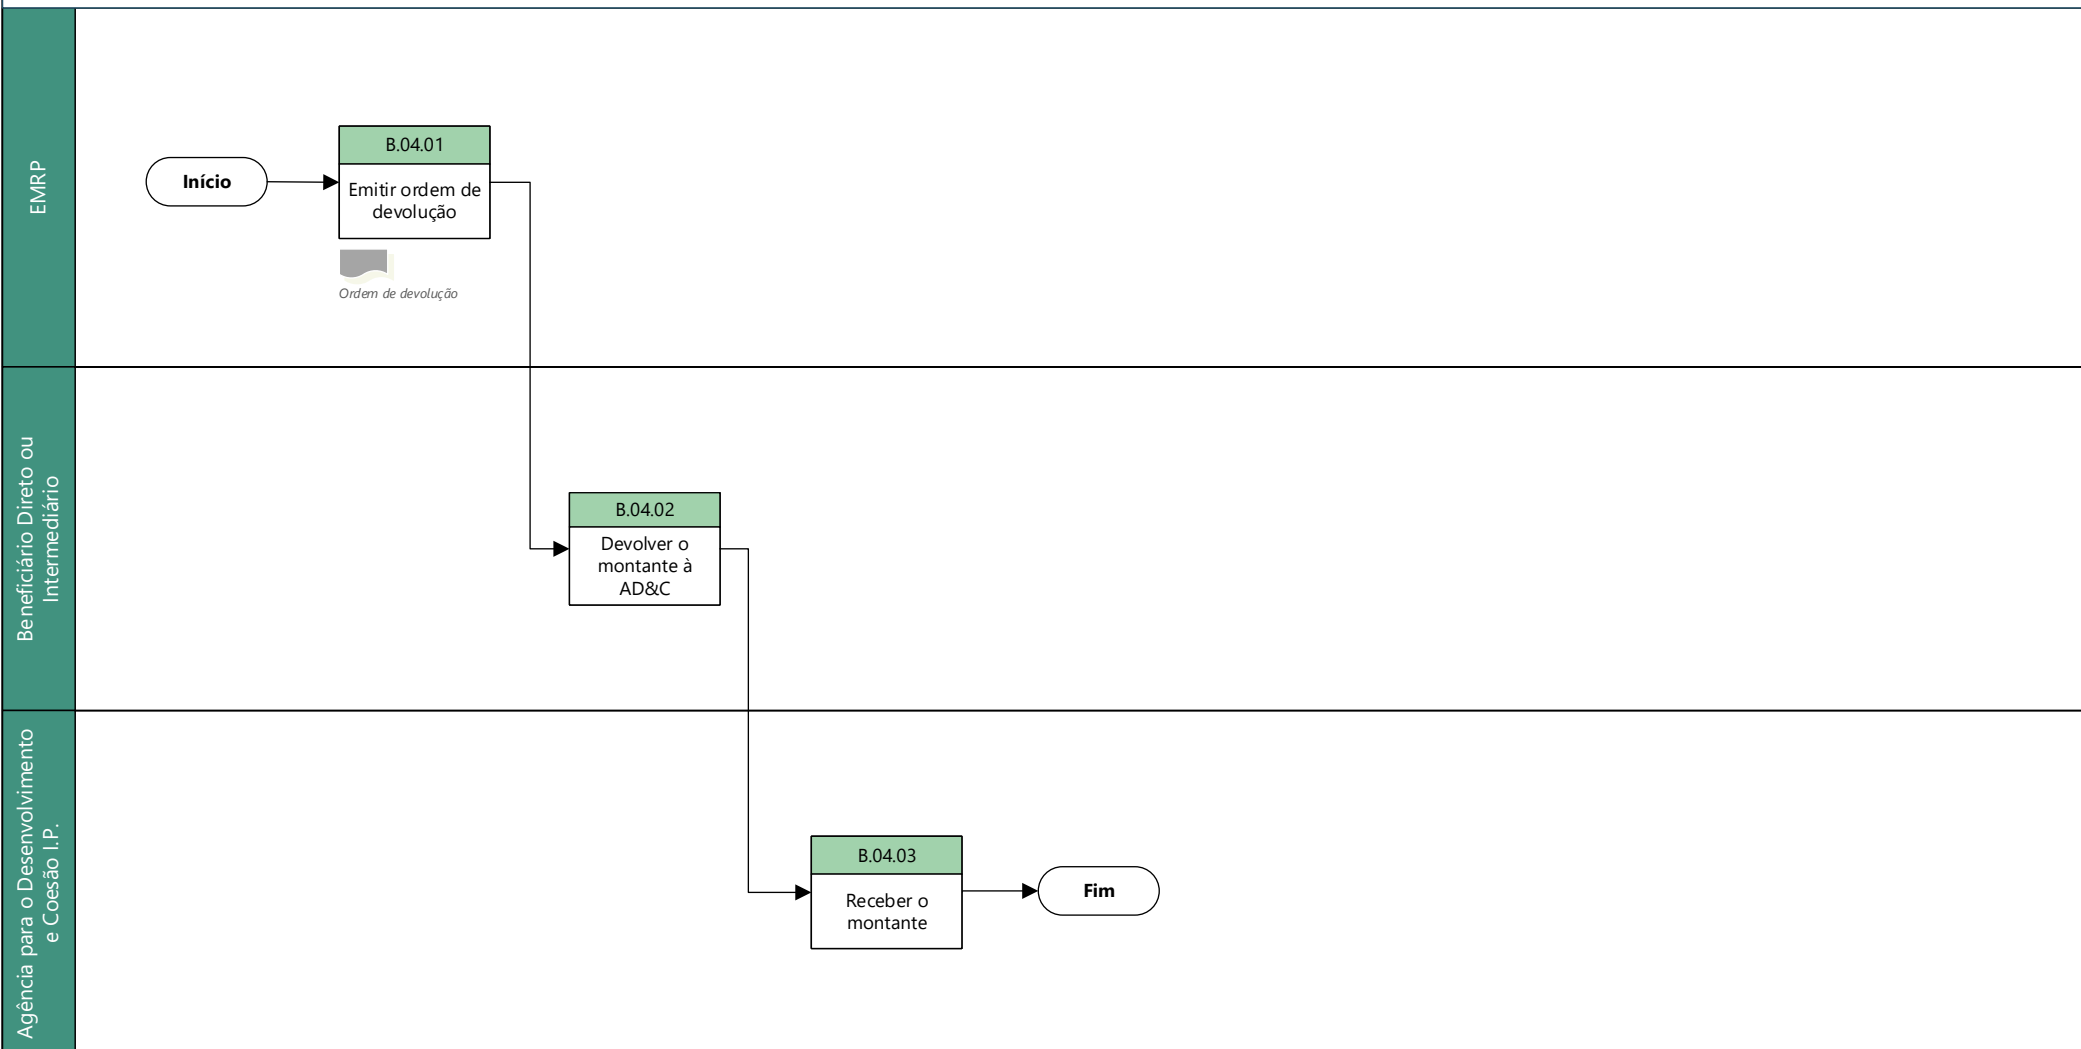 EMRP
Início
B.04.01
Emitir ordem de
devolução
Ordem de devolução
Beneficiário Direto ou
Intermediário
B.04.02
Devolver o
montante à
AD&C
Agência para o Desenvolvimento
e Coesão I.P.
B.04.03
Receber o
montante
Fim